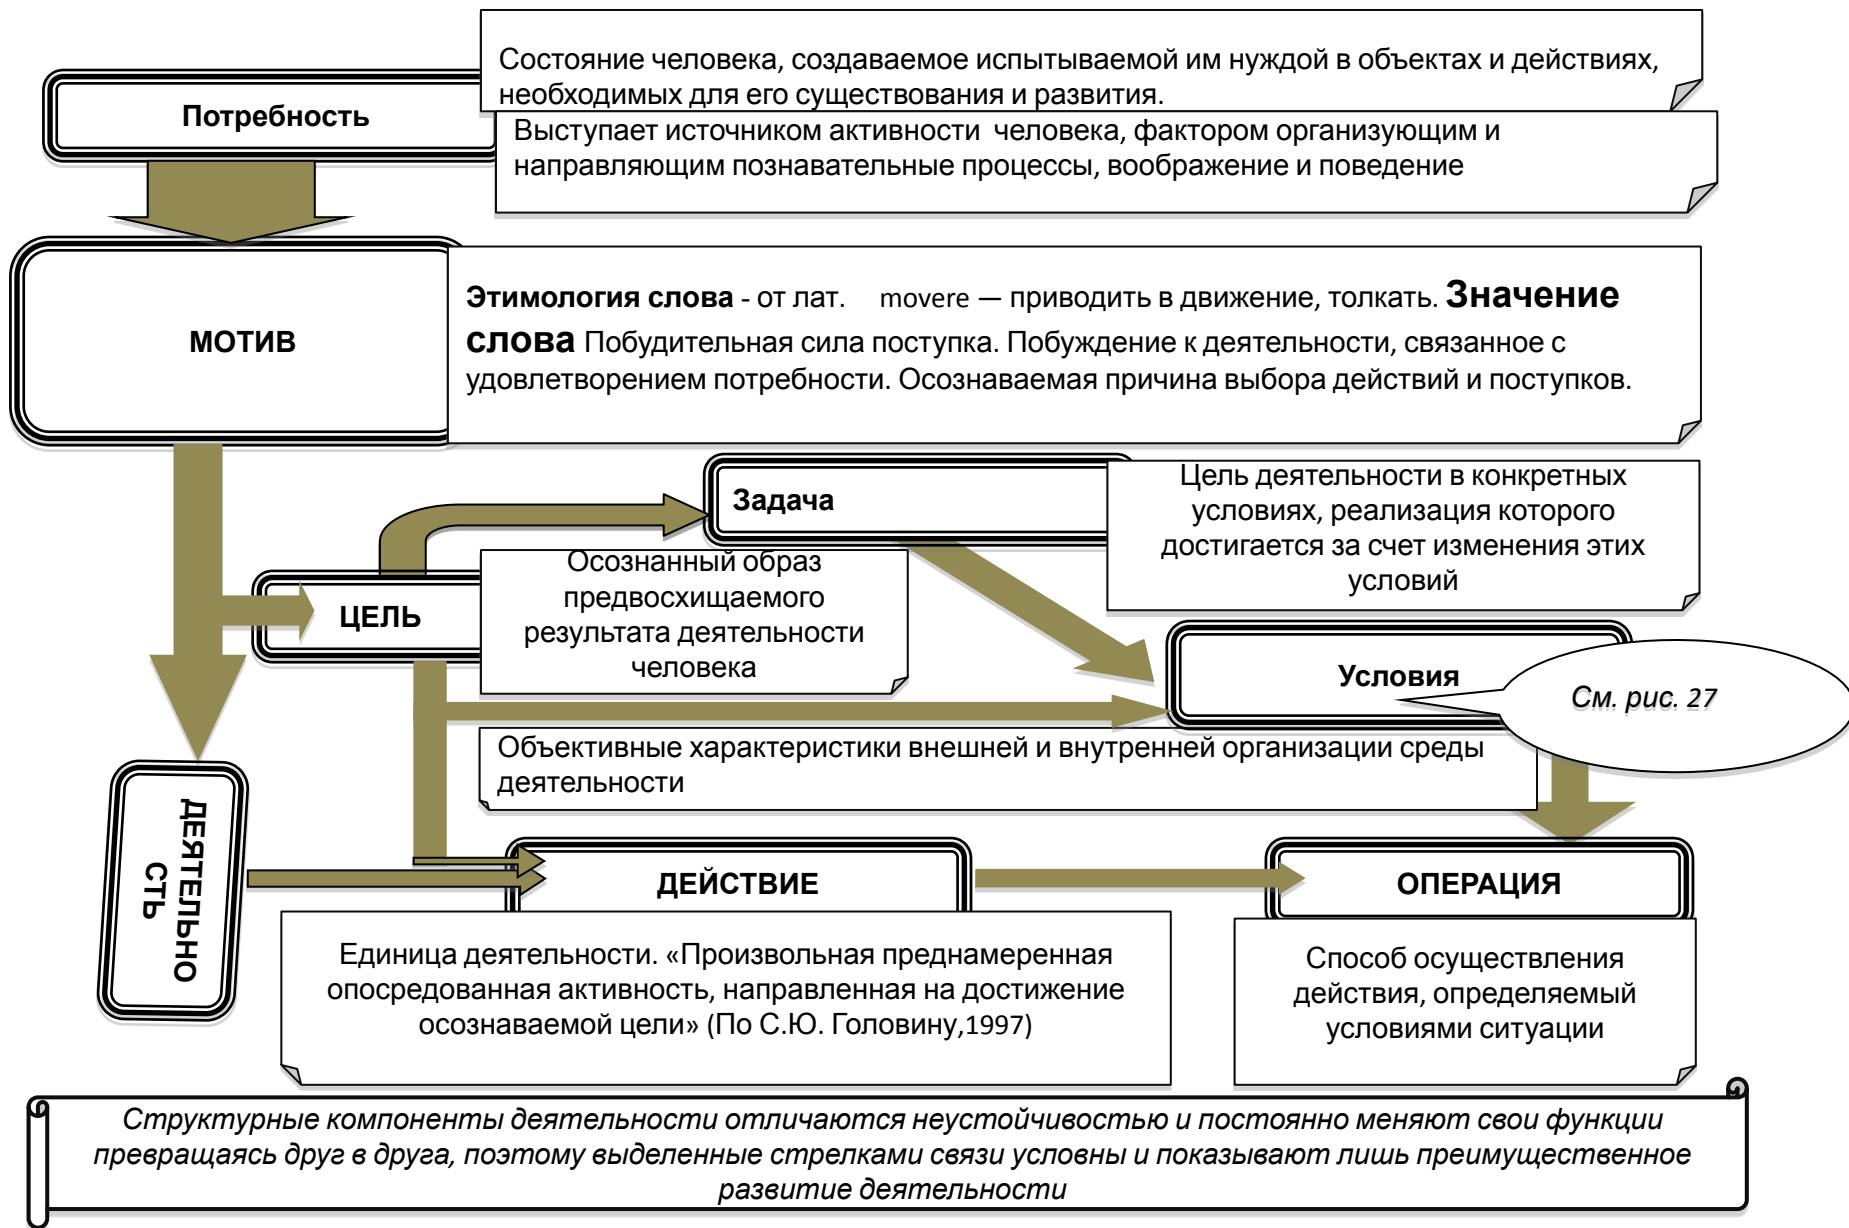 Потребность
Состояние человека, создаваемое испытываемой им нуждой в объектах и действиях,
необходимых для его существования и развития.
Выступает источником активности человека, фактором организующим и
направляющим познавательные процессы, воображение и поведение
МОТИВ
Этимология слова - от лат. movere — приводить в движение, толкать. Значение
слова Побудительная сила поступка. Побуждение к деятельности, связанное с
удовлетворением потребности. Осознаваемая причина выбора действий и поступков.
Задача
Цель деятельности в конкретных
условиях, реализация которого
достигается за счет изменения этих
условий
ЦЕЛЬ
Осознанный образ
предвосхищаемого
результата деятельности
человека
Условия
См. рис. 27
Объективные характеристики внешней и внутренней организации среды
деятельности
ДЕЯТЕЛЬНО
СТЬ
ДЕЙСТВИЕ
Единица деятельности. «Произвольная преднамеренная
опосредованная активность, направленная на достижение
осознаваемой цели» (По С.Ю. Головину,1997)
ОПЕРАЦИЯ
Способ осуществления
действия, определяемый
условиями ситуации
Структурные компоненты деятельности отличаются неустойчивостью и постоянно меняют свои функции
превращаясь друг в друга, поэтому выделенные стрелками связи условны и показывают лишь преимущественное
развитие деятельности